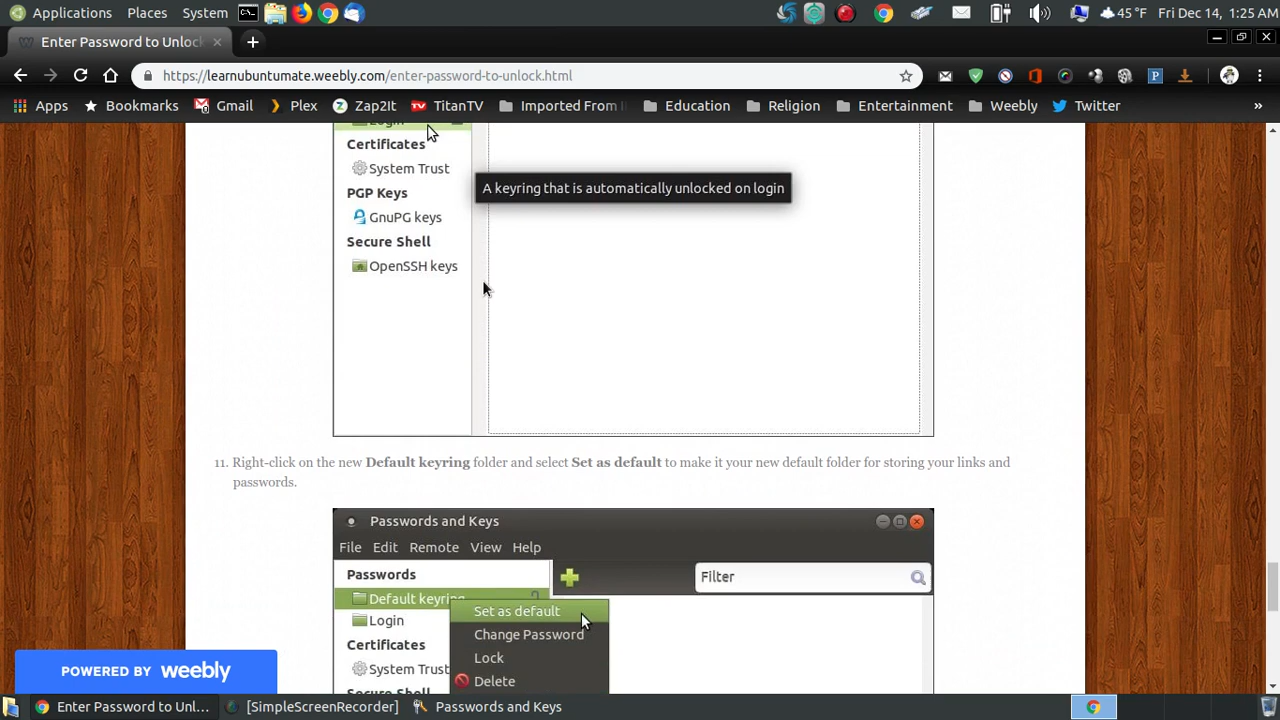 Applications Places System 45 °F Fri Dec 14, 1:25 AM
Enter Password to Unlock
https://learnubuntumate.weebly.com/enter-password-to-unlock.html
Apps Bookmarks Gmail Plex Zap2It TitanTV Imported From Education Religion Entertainment Weebly Twitter »
Login
Certificates
System Trust
A keyring that is automatically unlocked on login
PGP Keys
GnuPG keys
Secure Shell
OpenSSH keys
11. Right-click on the new Default keyring folder and select Set as default to make it your new default folder for storing your links and
passwords.
Passwords and Keys
File Edit Remote View Help
Passwords
Filter
Default keyring
Set as default
Login
Change Password
Certificates
Lock
System Trust
Delete
Secure Shell
POWERED BY weebly
Enter Password to Unl... [SimpleScreenRecorder] Passwords and Keys